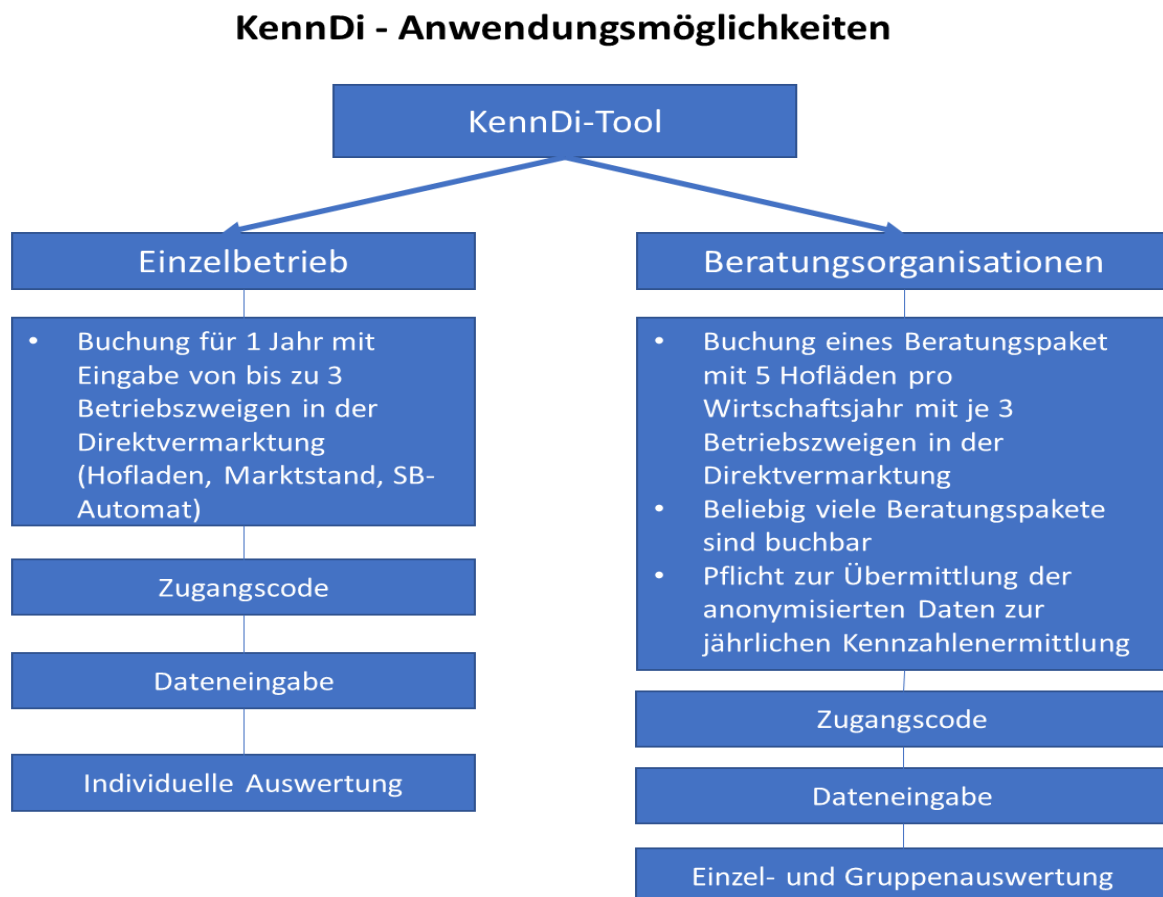 KennDi - Anwendungsmöglichkeiten
KennDi-Tool
Einzelbetrieb
• Buchung für 1 Jahr mit
Eingabe von bis zu 3
Betriebszweigen in der
Direktvermarktung
(Hofladen, Marktstand, SB-
Automat)
Zugangscode
Dateneingabe
Individuelle Auswertung
Beratungsorganisationen
• Buchung eines Beratungspaket
mit 5 Hofläden pro
Wirtschaftsjahr mit je 3
Betriebszweigen in der
Direktvermarktung
• Beliebig viele Beratungspakete
sind buchbar
• Pflicht zur Übermittlung der
anonymisierten Daten zur
jährlichen Kennzahlenermittlung
Zugangscode
Dateneingabe
Einzel- und Gruppenauswertung